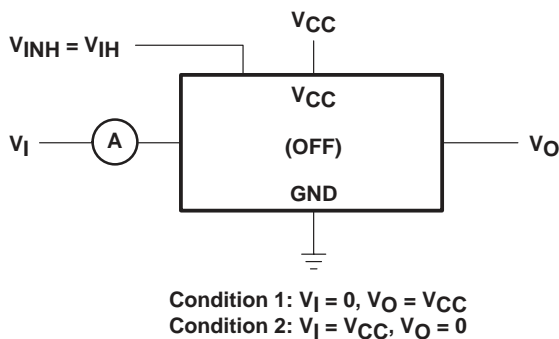 VCC
VINH = VIH
VCC
VI
A
(OFF)
VO
GND
Condition 1: VI = 0, VO = VCC
Condition 2: VI = VCC, VO = 0